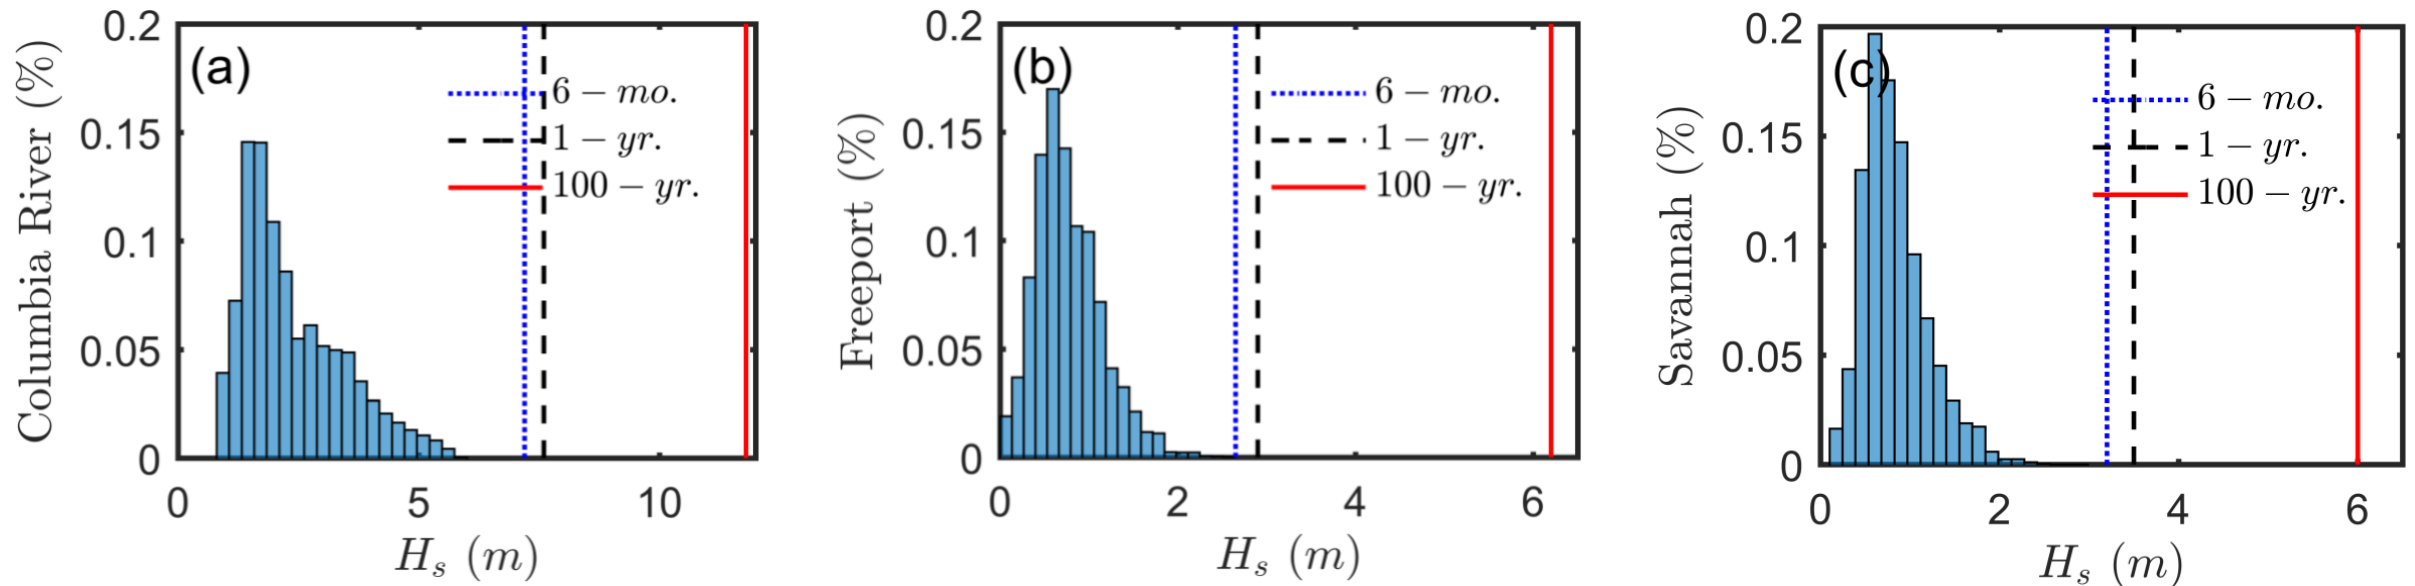 Columbia River (%)
0.2
0.15
0.1
0.05
0
(a)
6 − mo.
1 − yr.
100 − yr.
0
5
10
Hs (m)
Freeport (%)
0.2
0.15
0.1
0.05
0
(b)
6 − mo.
1 − yr.
100 − yr.
0
2
4
6
Hs (m)
Savannah (%)
0.2
0.15
0.1
0.05
0
(c)
6 − mo.
1 − yr.
100 − yr.
0
2
4
6
Hs (m)